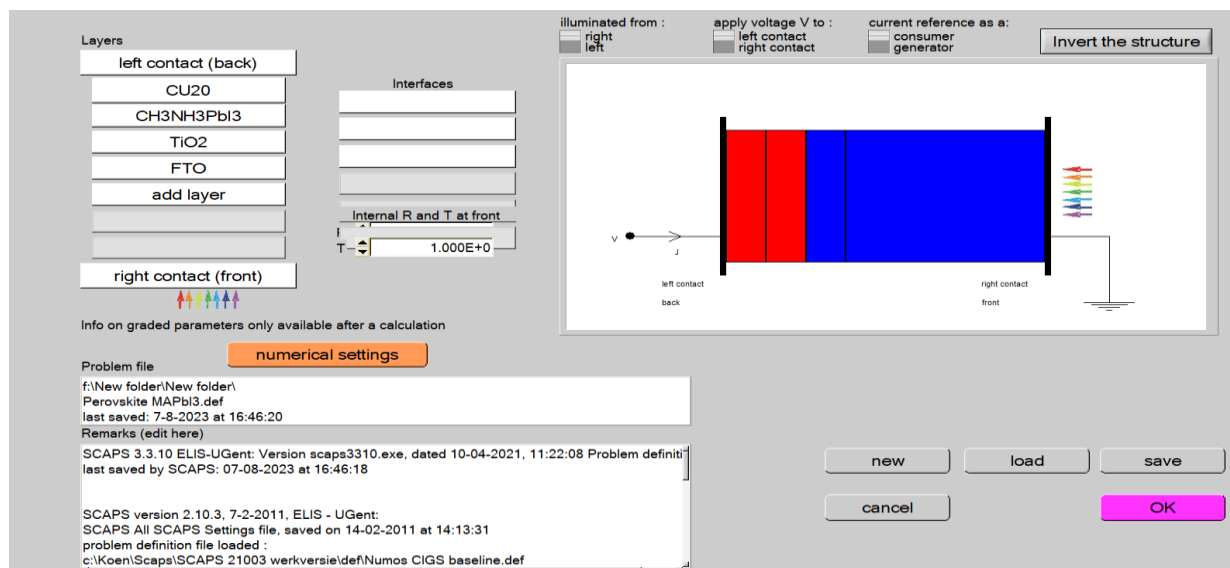 illuminated from :
apply voltage V to :
current reference as a:
right
left
left contact
right contact
consumer
generator
Invert the structure
Layers
left contact (back)
CU20
CH3NH3PbI3
TiO2
FTO
add layer
right contact (front)
Interfaces
Internal R and T at front
T
1.000E+0
V
J
left contact
back
right contact
front
Info on graded parameters only available after a calculation
numerical settings
Problem file
f:\New folder\New folder\
Perovskite MAPbI3.def
last saved: 7-8-2023 at 16:46:20
Remarks (edit here)
SCAPS 3.3.10 ELIS-UGent: Version scaps3310.exe, dated 10-04-2021, 11:22:08 Problem definiti
last saved by SCAPS: 07-08-2023 at 16:46:18
SCAPS version 2.10.3, 7-2-2011, ELIS - UGent:
SCAPS All SCAPS Settings file, saved on 14-02-2011 at 14:13:31
problem definition file loaded :
c:\Koen\Scaps\SCAPS 21003 werkversie\def\Numos CIGS baseline.def
new
load
save
cancel
OK